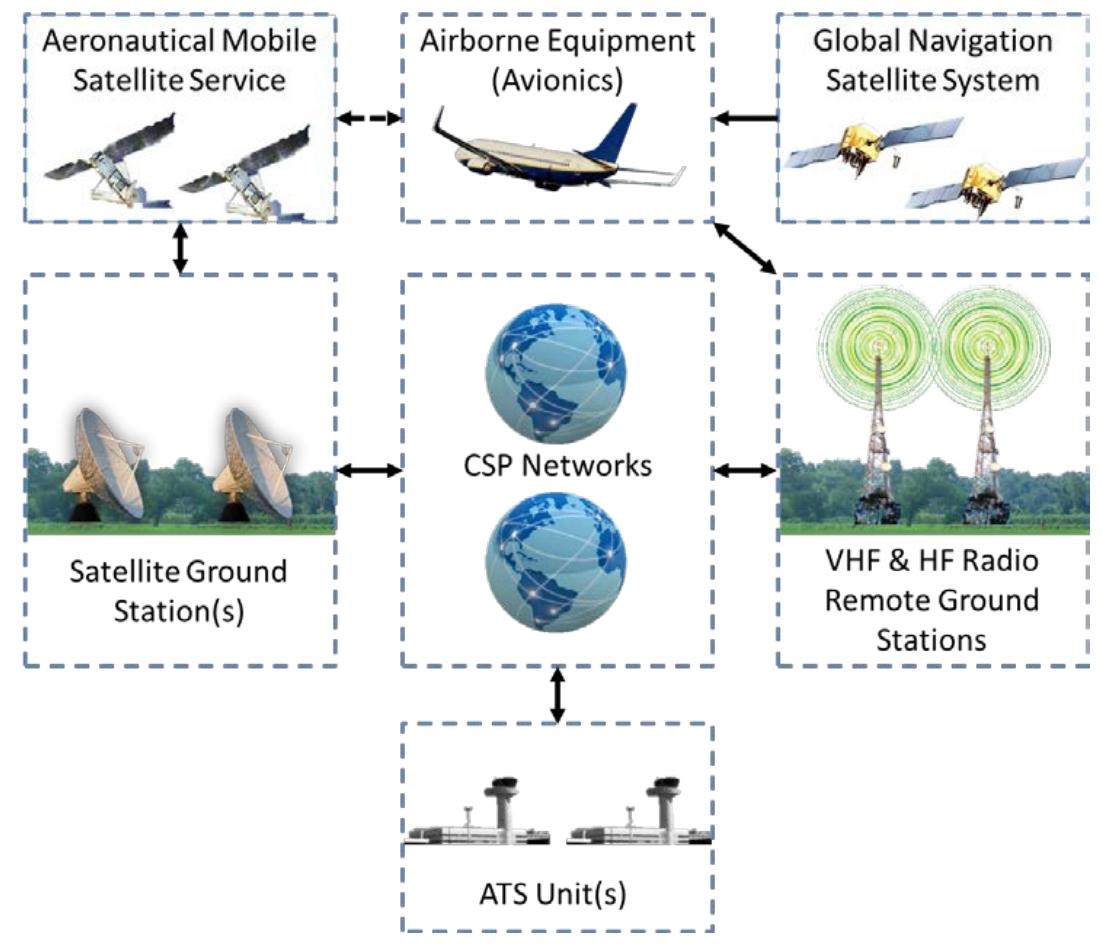 Aeronautical Mobile
Satellite Service
Airborne Equipment
(Avionics)
Global Navigation
Satellite System
Satellite Ground
Station(s)
CSP Networks
VHF & HF Radio
Remote Ground
Stations
ATS Unit(s)